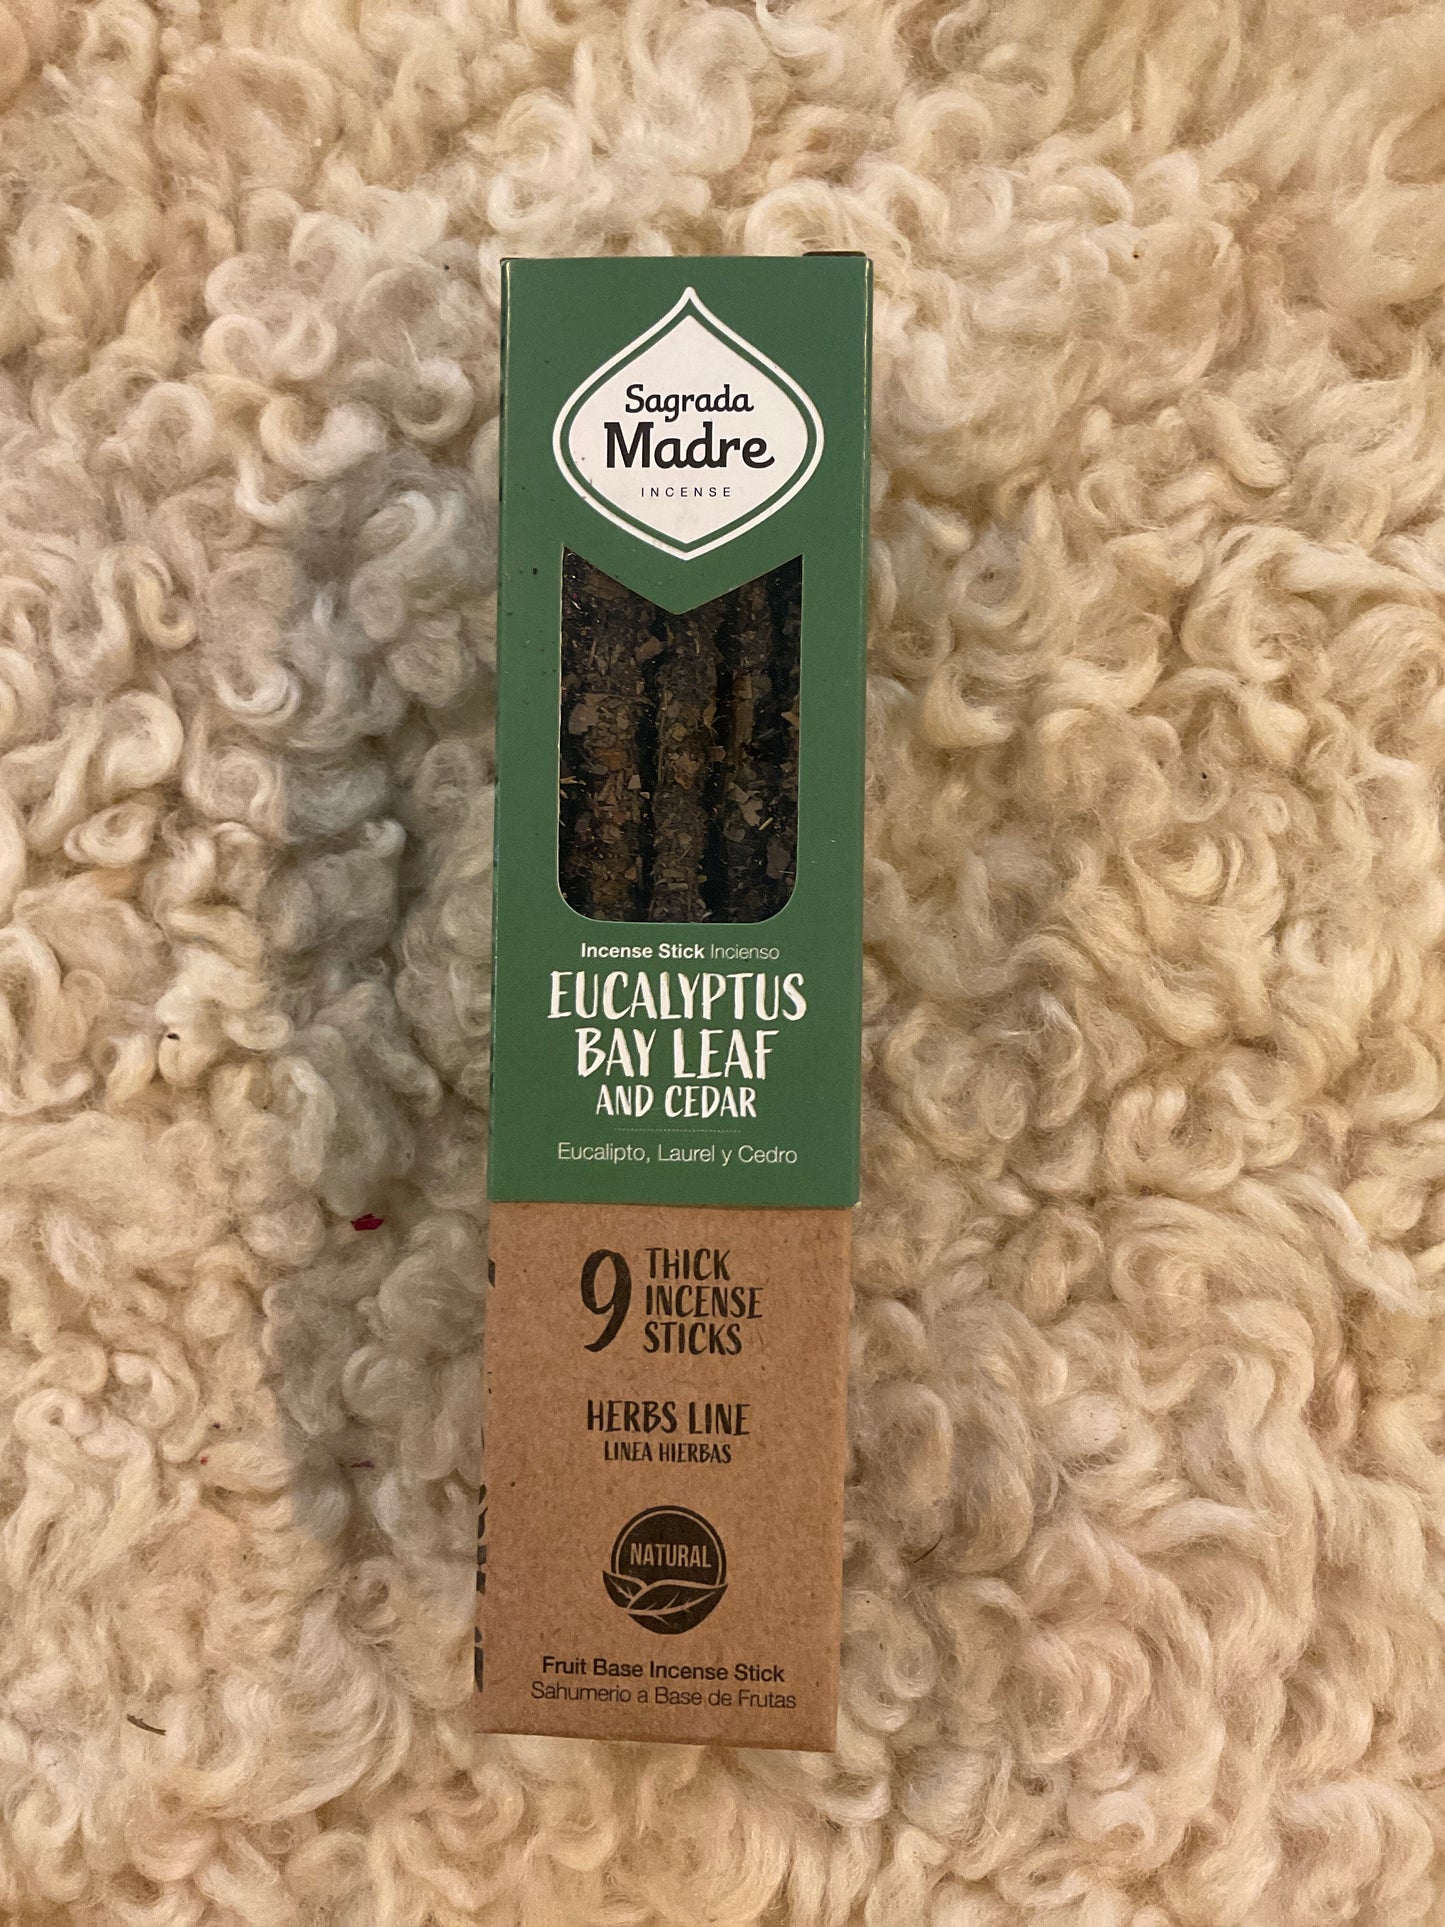 Sagrada
Madre
INCENSE
Incense Stick Incienso
EUCALYPTUS
BAY LEAF
AND CEDAR
Eucalipto, Laurel y Cedro
9 THICK
INCENSE
STICKS
HERBS LINE
LINEA HIERBAS
NATURAL
Fruit Base Incense Stick
Sahumerio a Base de Frutas